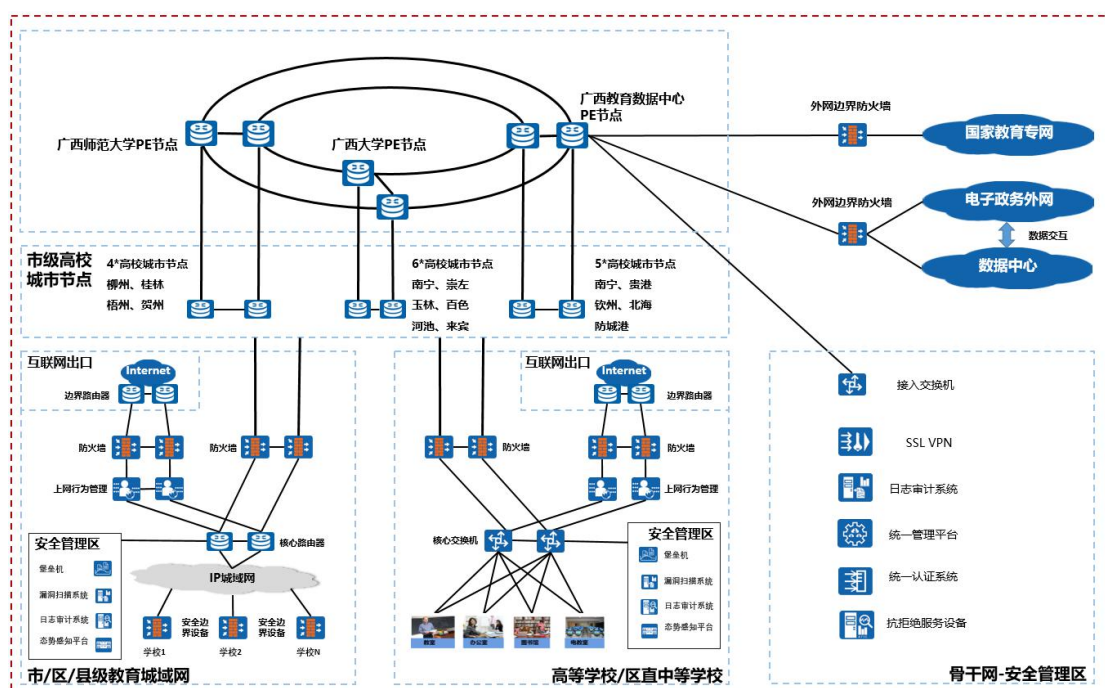 广西教育数据中心
PE节点
广西师范大学PE节点
广西大学PE节点
外网边界防火墙
国家教育专网
外网边界防火墙
电子政务外网
数据交互
数据中心
市级高校
城市节点
4*高校城市节点
柳州、桂林
梧州、贺州
6*高校城市节点
南宁、崇左
玉林、百色
河池、来宾
5*高校城市节点
南宁、贵港
钦州、北海
防城港
互联网出口
Internet
边界路由器
防火墙
防火墙
上网行为管理
核心路由器
安全管理区
堡垒机
漏洞扫描系统
日志审计系统
态势感知平台
IP城域网
安全边
界设备
安全边
界设备
学校1
学校2
学校N
市/区/县级教育城域网
互联网出口
Internet
边界路由器
防火墙
防火墙
上网行为管理
核心交换机
安全管理区
堡垒机
漏洞扫描系统
日志审计系统
态势感知平台
教室
办公室
图书馆
电教室
高等学校/区直中等学校
接入交换机
SSL VPN
日志审计系统
统一管理平台
统一认证系统
抗拒绝服务设备
骨干网-安全管理区